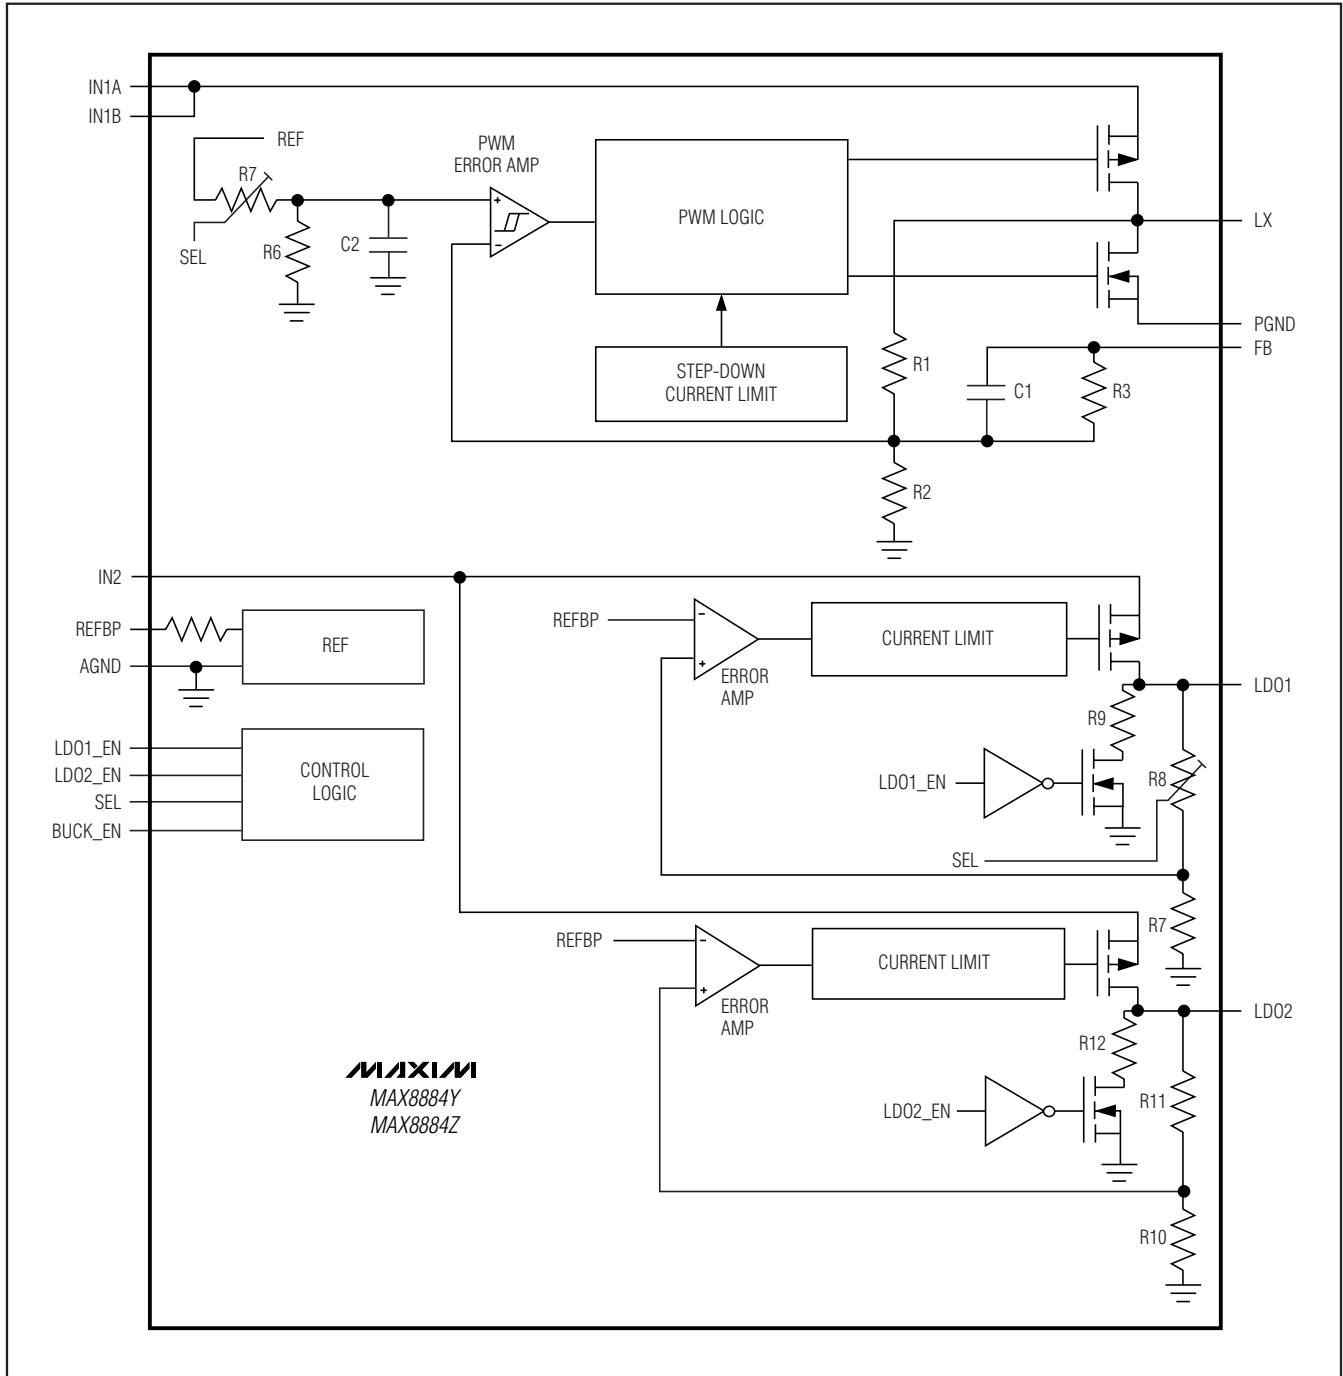 IN1A
IN1B
REF
R7
SEL
R6
C2
PWM
ERROR AMP
+
-
PWM LOGIC
STEP-DOWN
CURRENT LIMIT
LX
PGND
FB
R1
C1
R3
R2
IN2
REFBP
AGND
REF
LDO1_EN
LDO2_EN
SEL
BUCK_EN
CONTROL
LOGIC
REFBP
-
+
ERROR
AMP
CURRENT LIMIT
LDO1
R9
LDO1_EN
R8
SEL
R7
REFBP
-
+
ERROR
AMP
CURRENT LIMIT
LDO2
R12
LDO2_EN
R11
R10
MAXIM
MAX8884Y
MAX8884Z